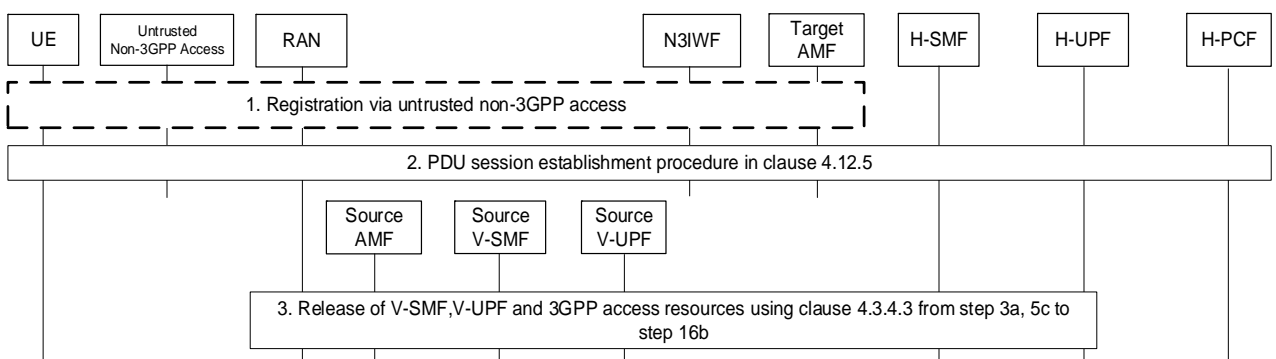 UE
Untrusted
Non-3GPP Access
RAN
N3IWF
Target
AMF
H-SMF
H-UPF
H-PCF
1. Registration via untrusted non-3GPP access
2. PDU session establishment procedure in clause 4.12.5
Source
AMF
Source
V-SMF
Source
V-UPF
3. Release of V-SMF,V-UPF and 3GPP access resources using clause 4.3.4.3 from step 3a, 5c to
step 16b